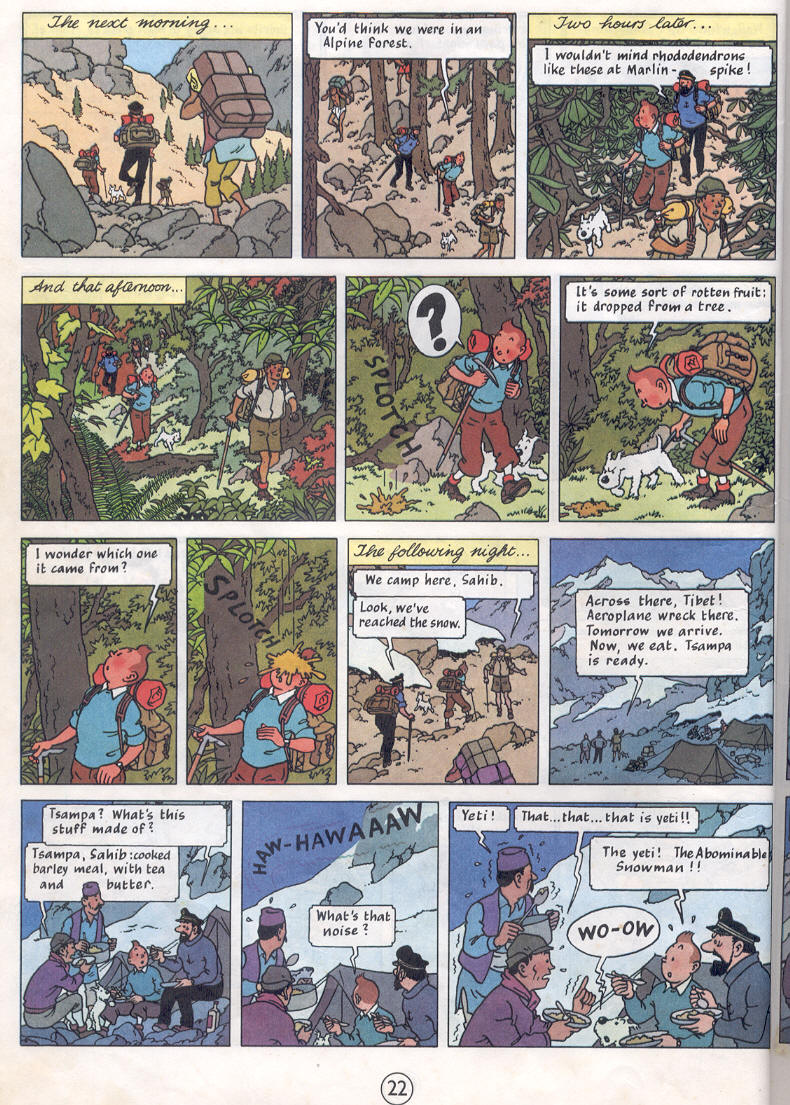 The next morning...
You'd think we were in an
Alpine forest.
Two hours later...
I wouldn't mind rhododendrons
like these at Marlin- spike!
And that afternoon...
SPLOTCH
?
It's some sort of rotten fruit:
it dropped from a tree.
I wonder which one
it came from?
SPLOTCH
The following night...
We camp here, Sahib.
Look, we've
reached the snow.
Across there, Tibet!
Aeroplane wreck there.
Tomorrow we arrive.
Now, we eat. Tsampa
is ready.
Tsampa? What's this
stuff made of?
Tsampa, Sahib: cooked
barley meal, with tea
and butter.
HAW-HAWAAAW
What's that
noise?
Yeti!
That...that...that is yeti!!
The yeti! The Abominable
Snowman!!
WO-OW
22